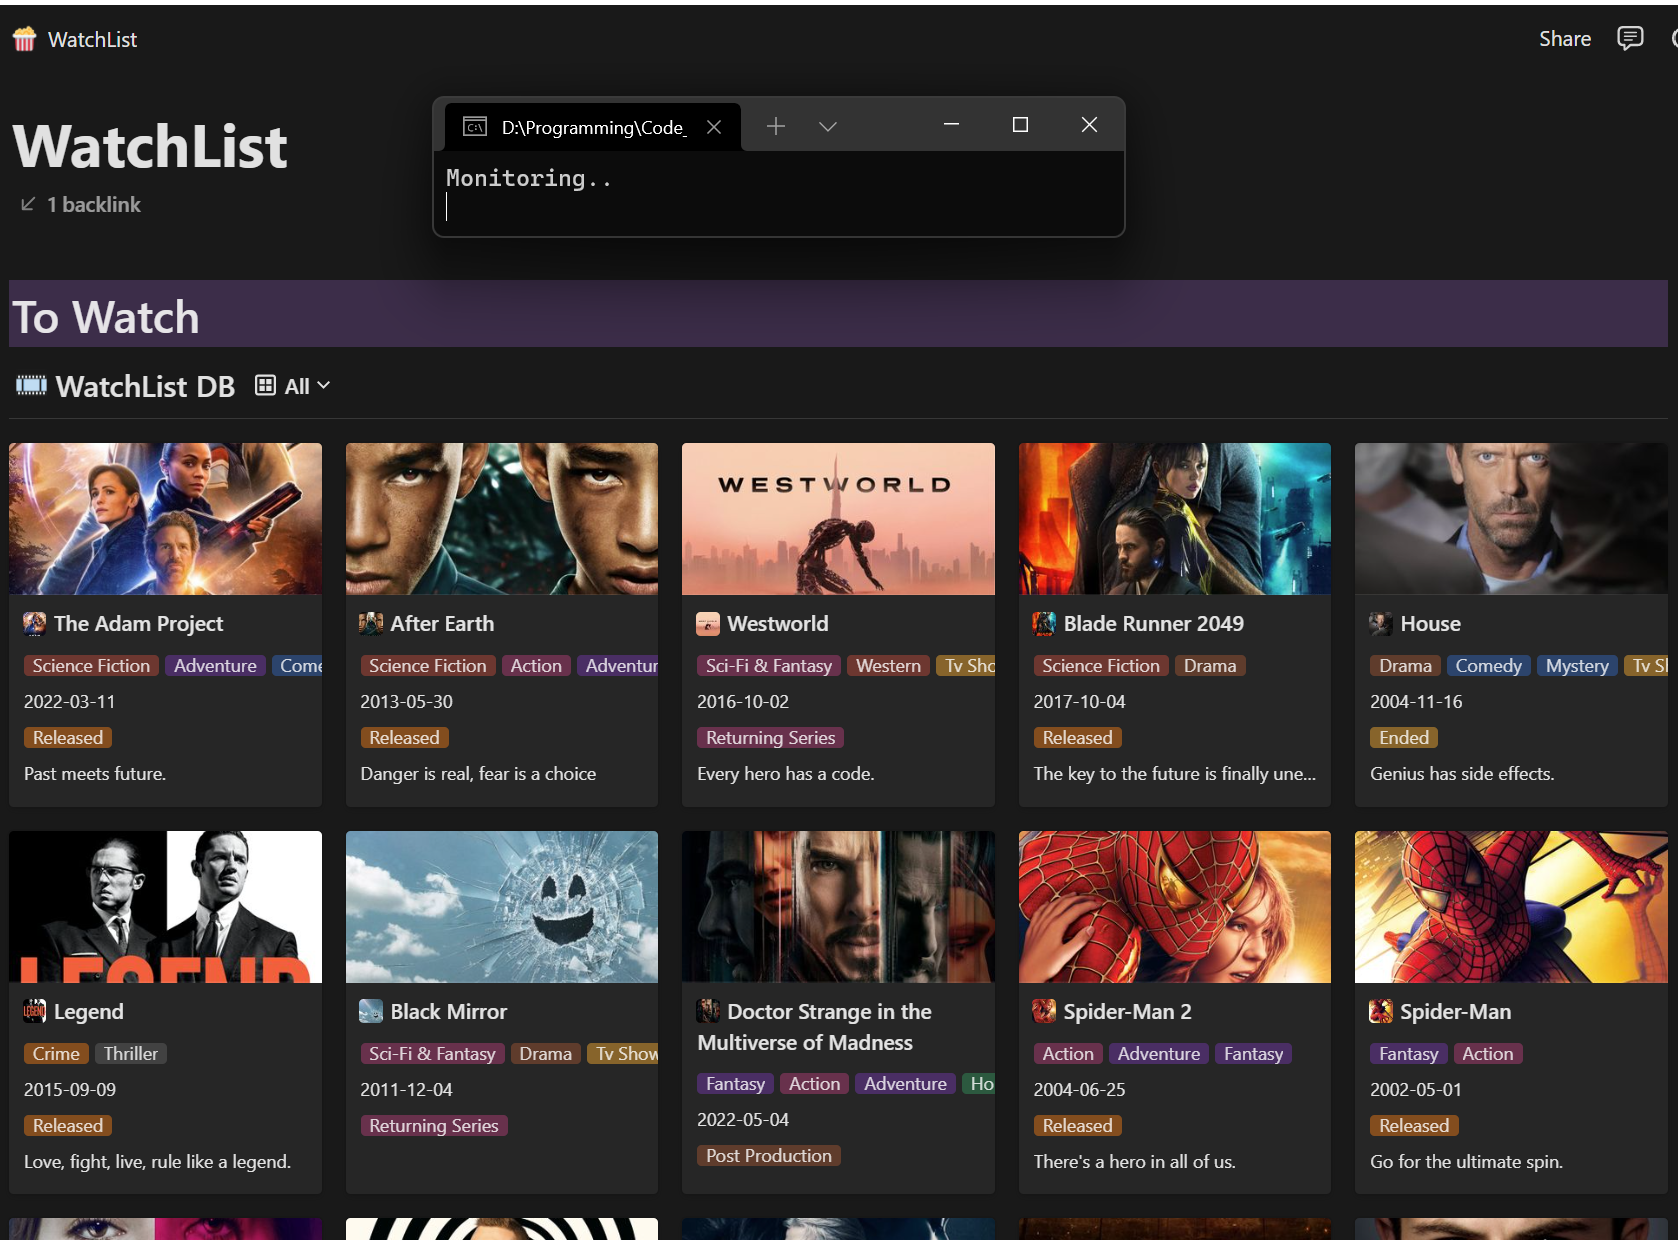 WatchList
Share
D:\Programming\Code_
Monitoring..
WatchList
1 backlink
To Watch
WatchList DB All
WESTWORLD
The Adam Project
Science Fiction Adventure Come
2022-03-11
Released
Past meets future.
After Earth
Science Fiction Action Adventur
2013-05-30
Released
Danger is real, fear is a choice
Westworld
Sci-Fi & Fantasy Western Tv Sho
2016-10-02
Returning Series
Every hero has a code.
Blade Runner 2049
Science Fiction Drama
2017-10-04
Released
The key to the future is finally une...
House
Drama Comedy Mystery Tv S
2004-11-16
Ended
Genius has side effects.
LEGEND
Legend
Crime Thriller
2015-09-09
Released
Love, fight, live, rule like a legend.
Black Mirror
Sci-Fi & Fantasy Drama Tv Show
2011-12-04
Returning Series
Doctor Strange in the
Multiverse of Madness
Fantasy Action Adventure Ho
2022-05-04
Post Production
Spider-Man 2
Action Adventure Fantasy
2004-06-25
Released
There's a hero in all of us.
Spider-Man
Fantasy Action
2002-05-01
Released
Go for the ultimate spin.